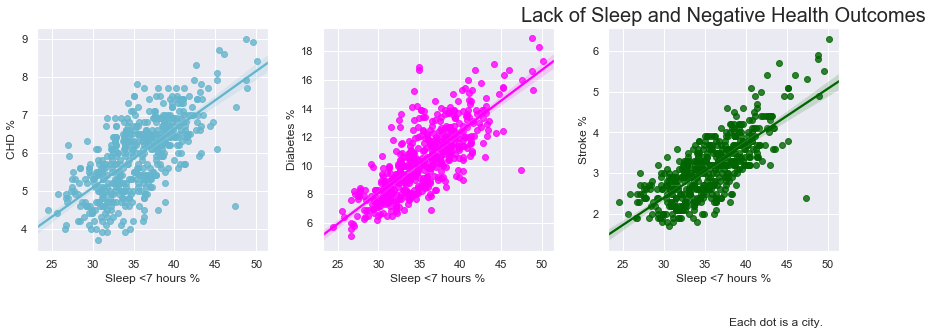 Lack of Sleep and Negative Health Outcomes
9
8
7
6
5
4
CHD %
25 30 35 40 45 50
Sleep <7 hours %
18
16
14
12
10
8
6
Diabetes %
25 30 35 40 45 50
Sleep <7 hours %
6
5
4
3
2
Stroke %
25 30 35 40 45 50
Sleep <7 hours %
Each dot is a city.